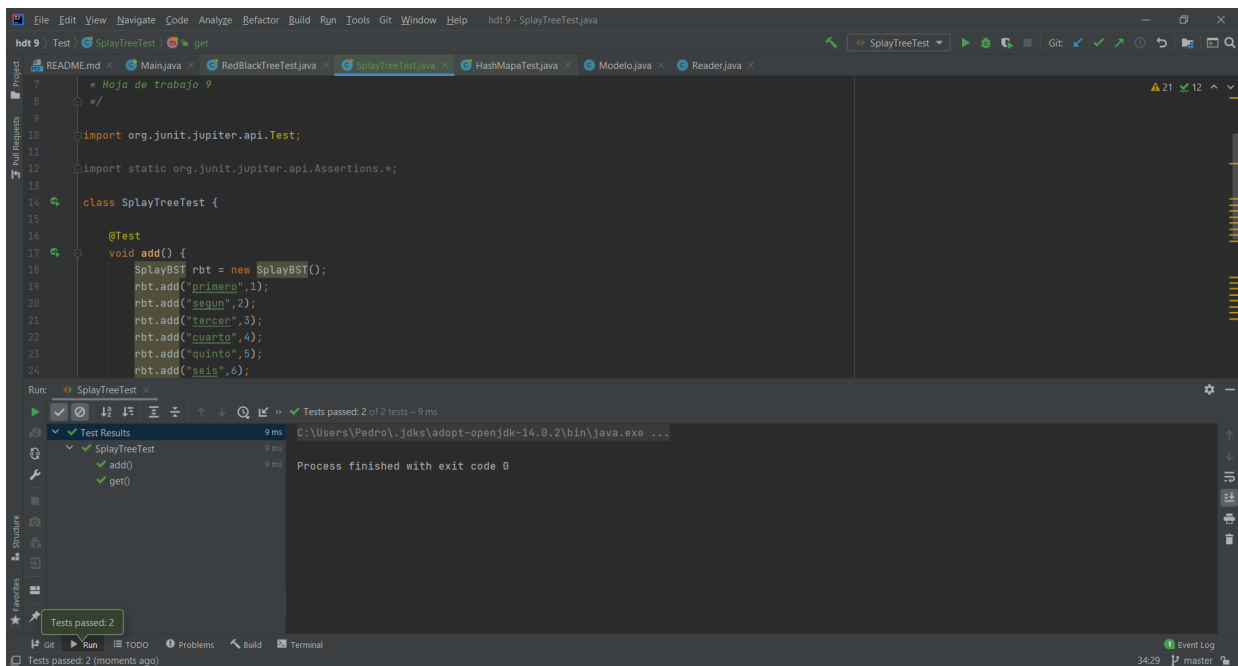 File Edit View Navigate Code Analyze Refactor Build Run Tools Git Window Help hdt 9 - SplayTreeTest.java
hdt 9 Test SplayTreeTest get SplayTreeTest Git:
README.md Main.java RedBlackTreeTest.java SplayTreeTest.java HashMapaTest.java Modelo.java Reader.java
Project
Pull Requests
7 * Hoja de trabajo 9 21 12
8 */
9
10 import org.junit.jupiter.api.Test;
11
12 import static org.junit.jupiter.api.Assertions.*;
13
14 class SplayTreeTest {
15
16 @Test
17 void add() {
18 SplayBST rbt = new SplayBST();
19 rbt.add("primero",1);
20 rbt.add("segun",2);
21 rbt.add("tercer",3);
22 rbt.add("cuarto",4);
23 rbt.add("quinto",5);
24 rbt.add("seis",6);
Run: SplayTreeTest
Tests passed: 2 of 2 tests – 9 ms
Test Results 9 ms C:\Users\Pedro\.jdks\adopt-openjdk-14.0.2\bin\java.exe ...
SplayTreeTest 9 ms
add() 9 ms Process finished with exit code 0
get()
Structure
Favorites
Tests passed: 2
Git Run TODO Problems Build Terminal 1 Event Log
Tests passed: 2 (moments ago) 34:29 master